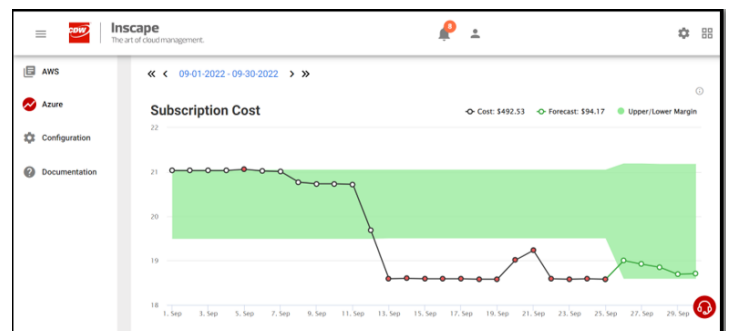 CDW
Inscape
The art of cloud management.
8
AWS
Azure
Configuration
Documentation
09-01-2022 - 09-30-2022
Subscription Cost
Cost: $492.53
Forecast: $94.17
Upper/Lower Margin
22
21
20
19
18
1. Sep
3. Sep
5. Sep
7. Sep
9. Sep
11. Sep
13. Sep
15. Sep
17. Sep
19. Sep
21. Sep
23. Sep
25. Sep
27. Sep
29. Sep